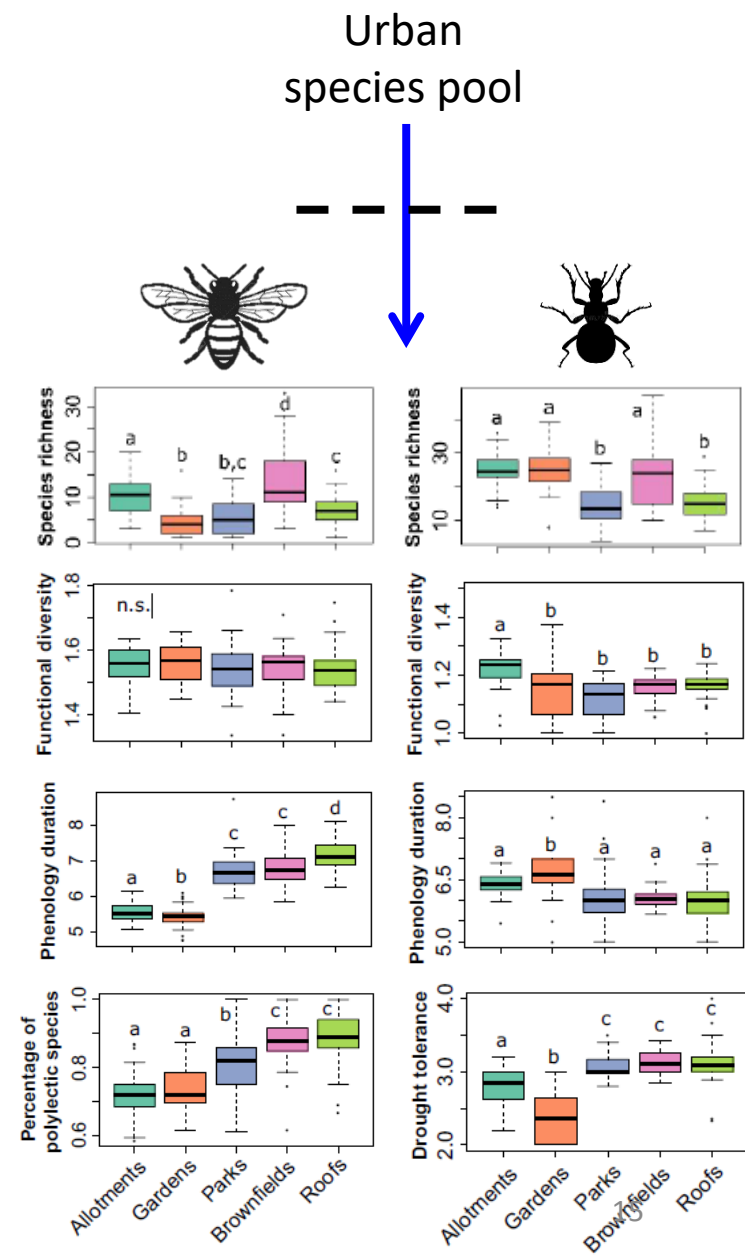 Urban
species pool
Species richness
0 10 20 30
a b b,c d c
Species richness
10 30
a a b a b
Functional diversity
1.4 1.6 1.8
n.s.
Functional diversity
1.0 1.2 1.4
a b b b b
Phenology duration
5 6 7 8
a b c c d
Phenology duration
5.0 6.5 8.0
a b a a a
Percentage of
polylectic species
0.6 0.8 1.0
a a b c c
Allotments
Gardens
Parks
Brownfields
Roofs
Drought tolerance
2.0 3.0 4.0
a b c c c
Allotments
Gardens
Parks
Brownfields
Roofs